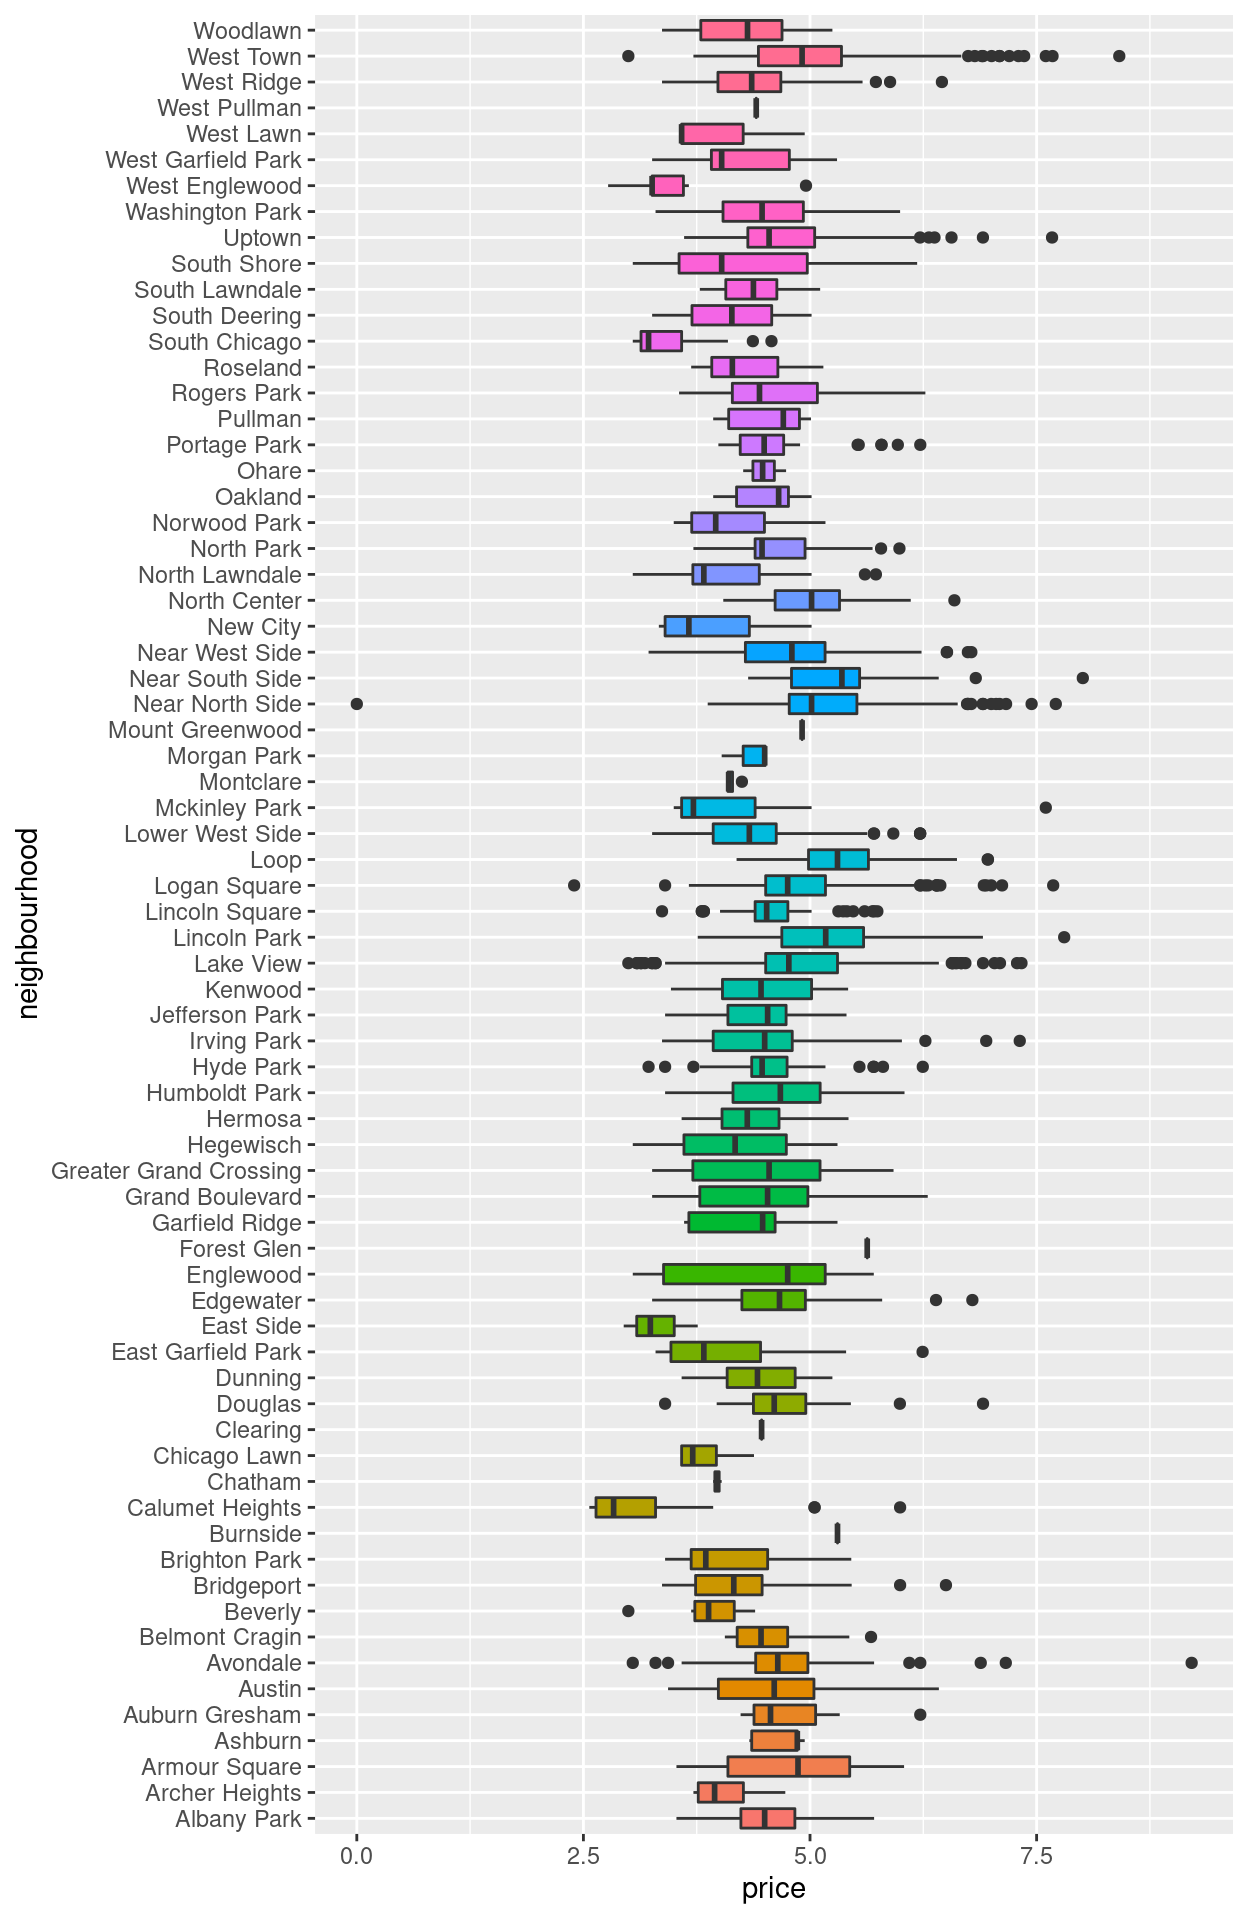 Woodlawn
West Town
West Ridge
West Pullman
West Lawn
West Garfield Park
West Englewood
Washington Park
Uptown
South Shore
South Lawndale
South Deering
South Chicago
Roseland
Rogers Park
Pullman
Portage Park
Ohare
Oakland
Norwood Park
North Park
North Lawndale
North Center
New City
Near West Side
Near South Side
Near North Side
Mount Greenwood
Morgan Park
Montclare
Mckinley Park
Lower West Side
Loop
Logan Square
Lincoln Square
Lincoln Park
Lake View
Kenwood
Jefferson Park
Irving Park
Hyde Park
Humboldt Park
Hermosa
Hegewisch
Greater Grand Crossing
Grand Boulevard
Garfield Ridge
Forest Glen
Englewood
Edgewater
East Side
East Garfield Park
Dunning
Douglas
Clearing
Chicago Lawn
Chatham
Calumet Heights
Burnside
Brighton Park
Bridgeport
Beverly
Belmont Cragin
Avondale
Austin
Auburn Gresham
Ashburn
Armour Square
Archer Heights
Albany Park
neighbourhood
0.0 2.5 5.0 7.5
price